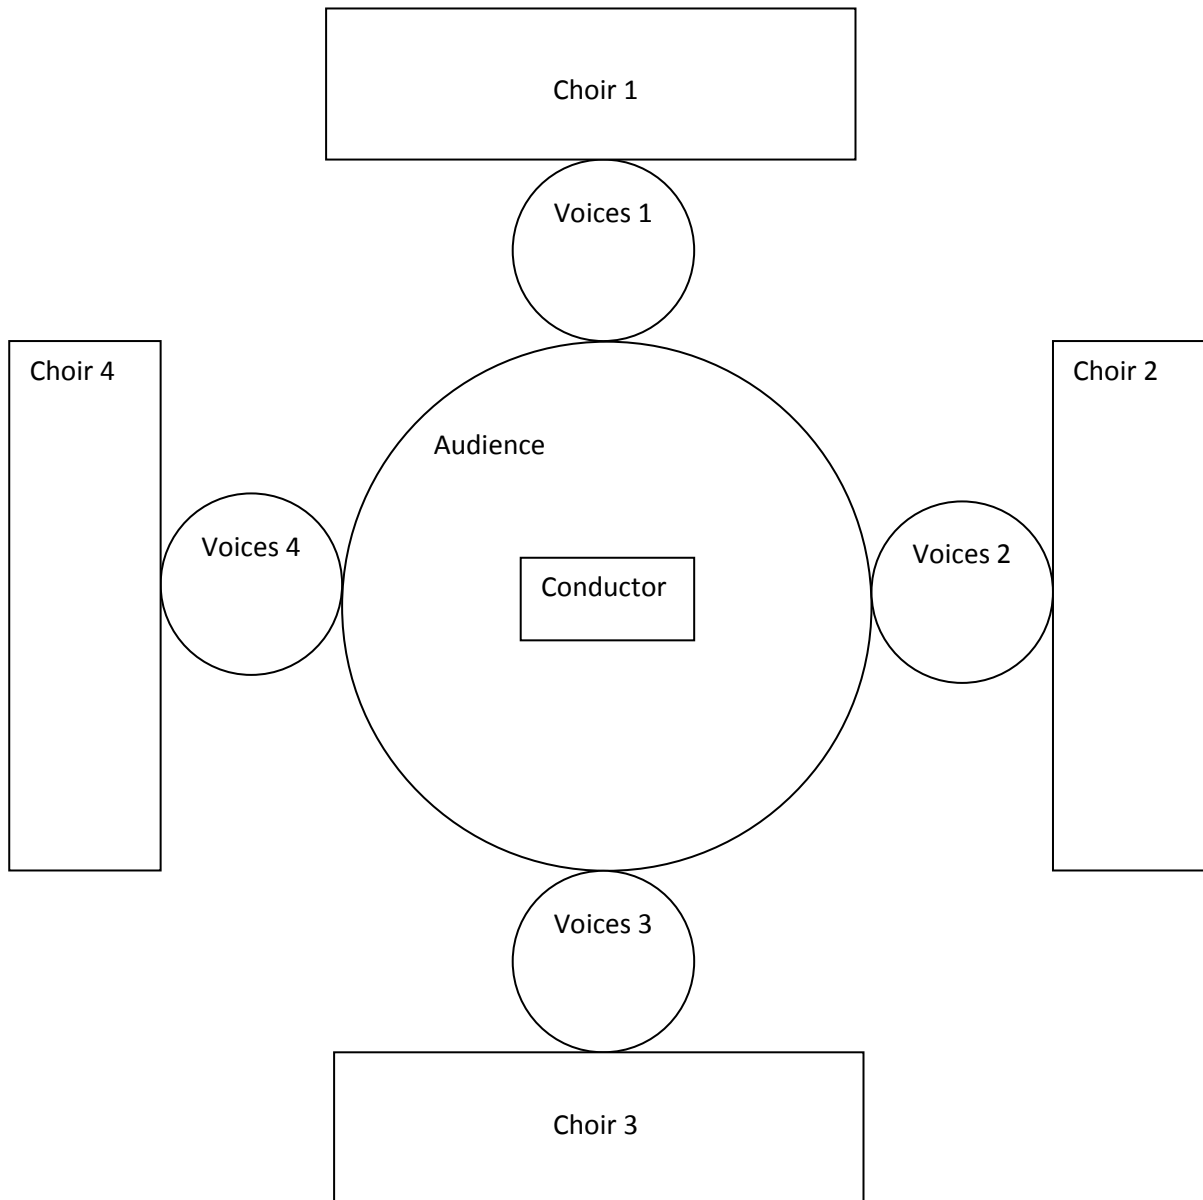 Choir 1
Voices 1
Choir 4
Choir 2
Audience
Voices 4
Voices 2
Conductor
Voices 3
Choir 3